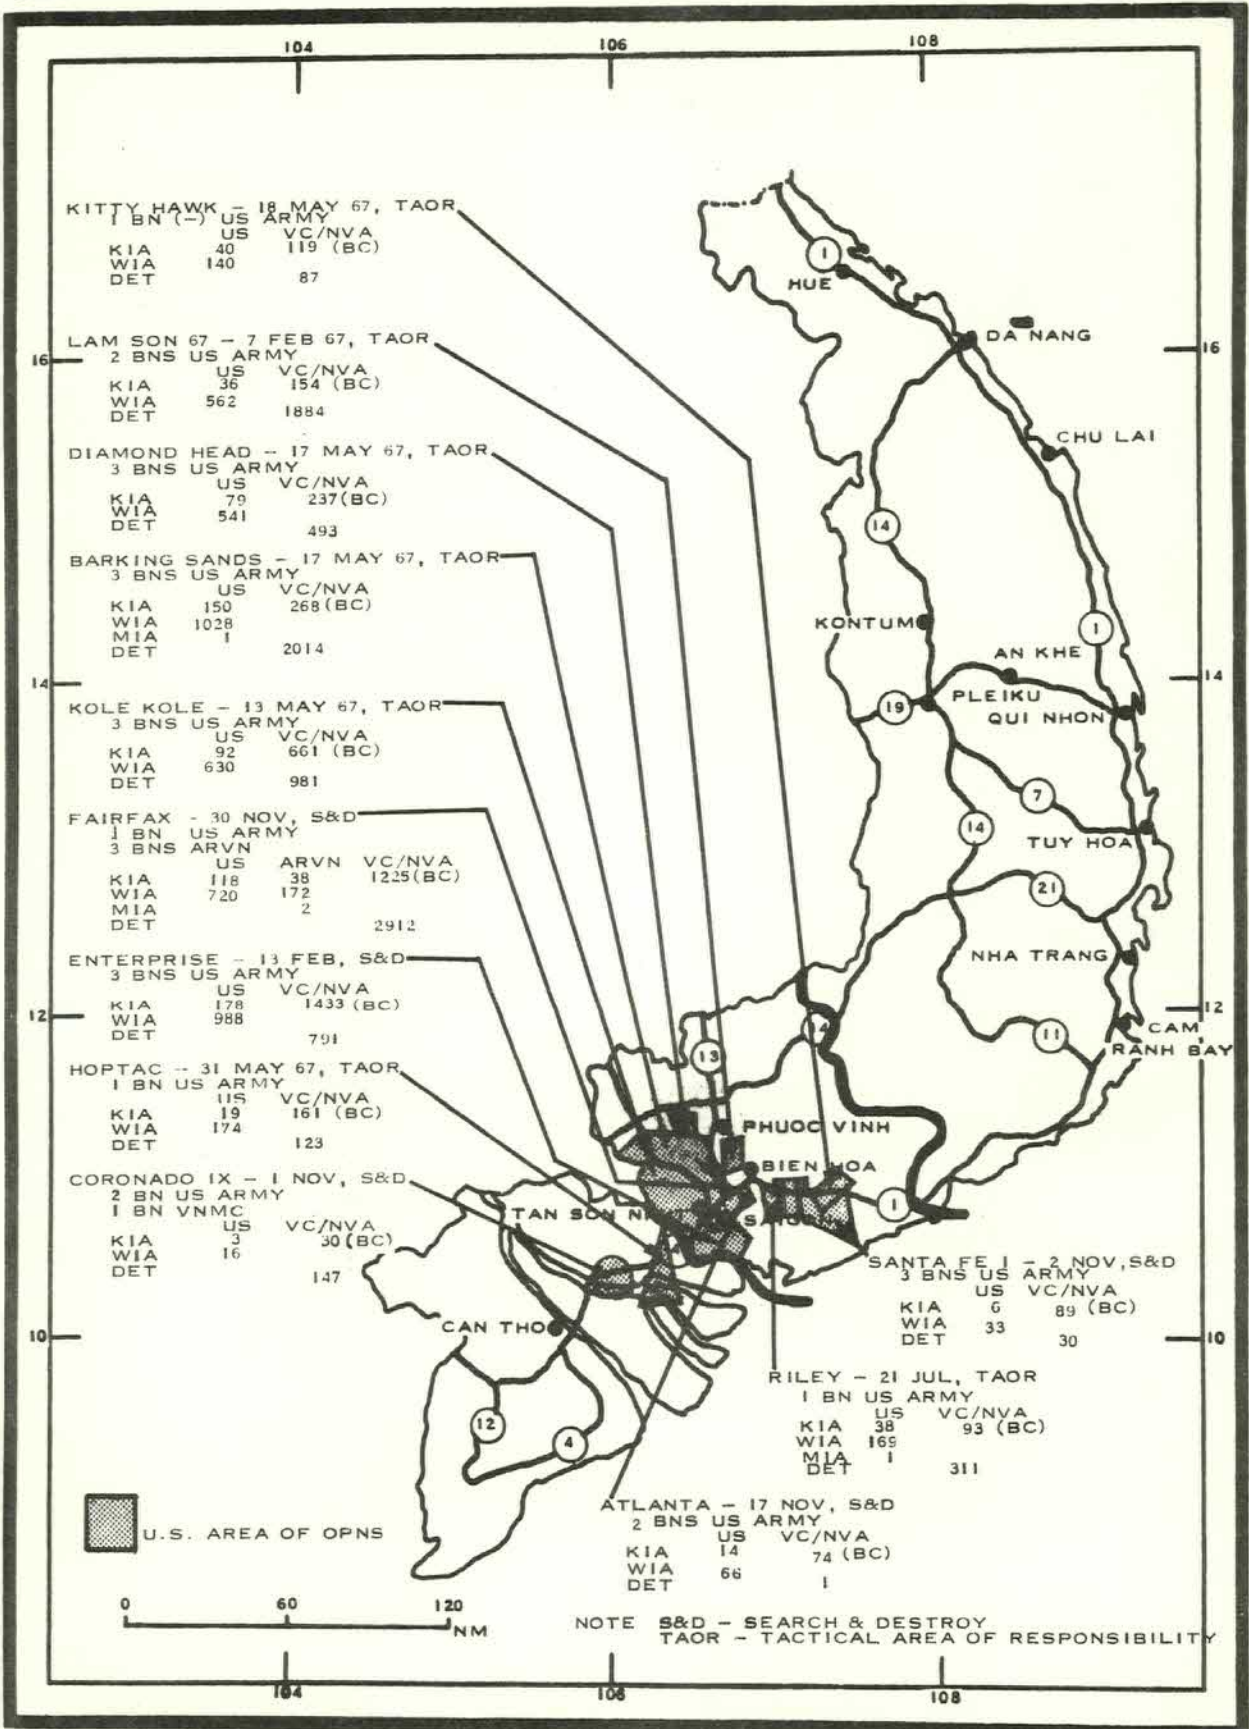 104 106 108
KITTY HAWK - 18 MAY 67, TAOR
1 BN (-) US ARMY
US VC/NVA
KIA 40 119 (BC)
WIA 140
DET 87
LAM SON 67 - 7 FEB 67, TAOR
2 BNS US ARMY
US VC/NVA
KIA 36 154 (BC)
WIA 562
DET 1884
DIAMOND HEAD - 17 MAY 67, TAOR
3 BNS US ARMY
US VC/NVA
KIA 79 237 (BC)
WIA 541
DET 493
BARKING SANDS - 17 MAY 67, TAOR
3 BNS US ARMY
US VC/NVA
KIA 150 268 (BC)
WIA 1028
MIA 1
DET 2014
KOLE KOLE - 13 MAY 67, TAOR
3 BNS US ARMY
US VC/NVA
KIA 92 661 (BC)
WIA 630
DET 981
FAIRFAX - 30 NOV, S&D
1 BN US ARMY
3 BNS ARVN
US ARVN VC/NVA
KIA 118 38 1225 (BC)
WIA 720 172
MIA 2
DET 2912
ENTERPRISE - 13 FEB, S&D
3 BNS US ARMY
US VC/NVA
KIA 178 1433 (BC)
WIA 988
DET 791
HOPTAC -- 31 MAY 67, TAOR
1 BN US ARMY
US VC/NVA
KIA 19 161 (BC)
WIA 174
DET 123
CORONADO IX - 1 NOV, S&D
2 BN US ARMY
1 BN VNMC
US VC/NVA
KIA 3 30 (BC)
WIA 16
DET 147
16
14
12
10
1
HUE
DA NANG
16
CHU LAI
14
KONTUM
1
AN KHE
14
19
PLEIKU
QUI NHON
7
14
TUY HOA
21
NHA TRANG
12
14
13
11
CAM
RANH BAY
PHUOC VINH
BIEN HOA
TAN SON
1
CAN THO
12
4
10
SANTA FE 1 - 2 NOV, S&D
3 BNS US ARMY
US VC/NVA
KIA 6 89 (BC)
WIA 33
DET 30
RILEY - 21 JUL, TAOR
1 BN US ARMY
US VC/NVA
KIA 38 93 (BC)
WIA 169
MIA 1
DET 311
ATLANTA - 17 NOV, S&D
2 BNS US ARMY
US VC/NVA
KIA 14 74 (BC)
WIA 66
DET 1
U.S. AREA OF OPNS
0 60 120
NM
NOTE S&D - SEARCH & DESTROY
TAOR - TACTICAL AREA OF RESPONSIBILITY
104 106 108